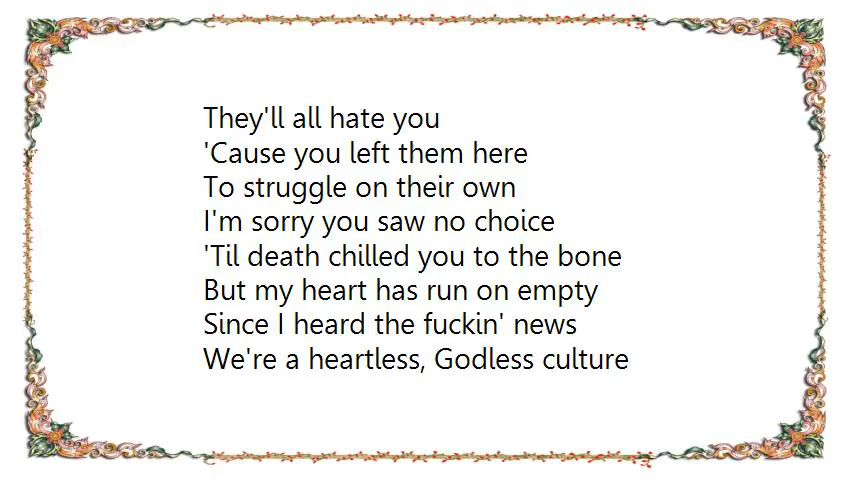 They'll all hate you
'Cause you left them here
To struggle on their own
I'm sorry you saw no choice
'Til death chilled you to the bone
But my heart has run on empty
Since I heard the fuckin' news
We're a heartless, Godless culture